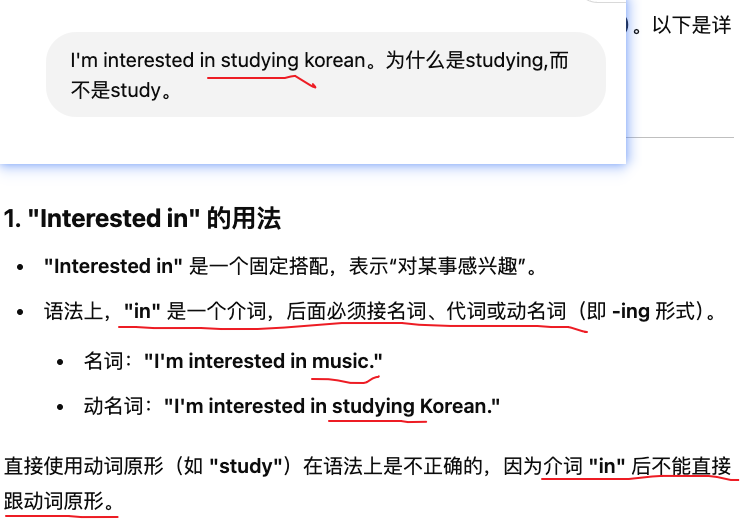 ）。以下是详
I'm interested in studying korean。为什么是studying,而
不是study。
1. "Interested in" 的用法
• "Interested in" 是一个固定搭配，表示“对某事感兴趣”。
• 语法上，"in" 是一个介词，后面必须接名词、代词或动名词（即 -ing 形式）。
• 名词："I'm interested in music."
• 动名词："I'm interested in studying Korean."
直接使用动词原形（如 "study"）在语法上是不正确的，因为介词 "in" 后不能直接
跟动词原形。